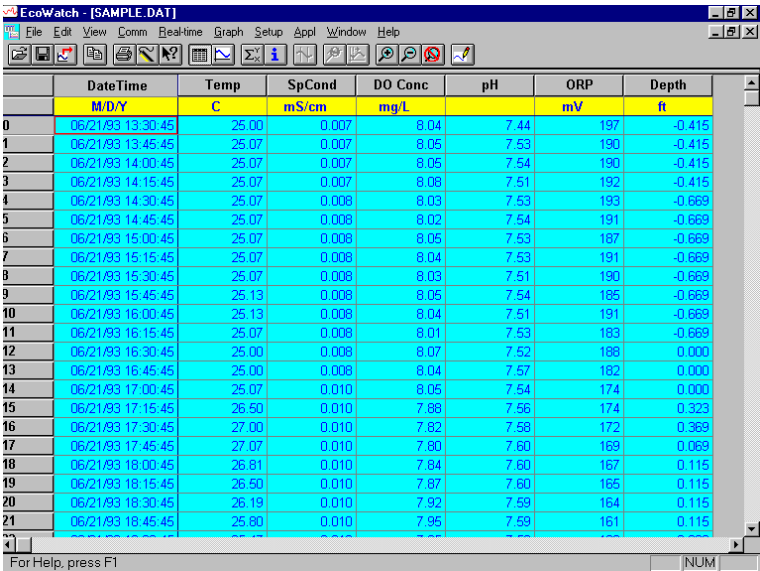 EcoWatch - [SAMPLE.DAT]
File Edit View Comm Real-time Graph Setup Appl Window Help
DateTime Temp SpCond DO Conc pH ORP Depth
M/D/Y C mS/cm mg/L mV ft
0 06/21/93 13:30:45 25.00 0.007 8.04 7.44 197 -0.415
1 06/21/93 13:45:45 25.07 0.007 8.05 7.53 190 -0.415
2 06/21/93 14:00:45 25.07 0.007 8.05 7.54 190 -0.415
3 06/21/93 14:15:45 25.07 0.007 8.08 7.51 192 -0.415
4 06/21/93 14:30:45 25.07 0.008 8.03 7.53 193 -0.669
5 06/21/93 14:45:45 25.07 0.008 8.02 7.54 191 -0.669
6 06/21/93 15:00:45 25.07 0.008 8.05 7.53 187 -0.669
7 06/21/93 15:15:45 25.07 0.008 8.04 7.53 191 -0.669
8 06/21/93 15:30:45 25.07 0.008 8.03 7.51 190 -0.669
9 06/21/93 15:45:45 25.13 0.008 8.05 7.54 185 -0.669
10 06/21/93 16:00:45 25.13 0.008 8.04 7.51 191 -0.669
11 06/21/93 16:15:45 25.07 0.008 8.01 7.53 183 -0.669
12 06/21/93 16:30:45 25.00 0.008 8.07 7.52 188 0.000
13 06/21/93 16:45:45 25.00 0.008 8.04 7.57 182 0.000
14 06/21/93 17:00:45 25.07 0.010 8.05 7.54 174 0.000
15 06/21/93 17:15:45 26.50 0.010 7.88 7.56 174 0.323
16 06/21/93 17:30:45 27.00 0.010 7.82 7.58 172 0.369
17 06/21/93 17:45:45 27.07 0.010 7.80 7.60 169 0.069
18 06/21/93 18:00:45 26.81 0.010 7.84 7.60 167 0.115
19 06/21/93 18:15:45 26.50 0.010 7.87 7.60 165 0.115
20 06/21/93 18:30:45 26.19 0.010 7.92 7.59 164 0.115
21 06/21/93 18:45:45 25.80 0.010 7.95 7.59 161 0.115
For Help, press F1 NUM